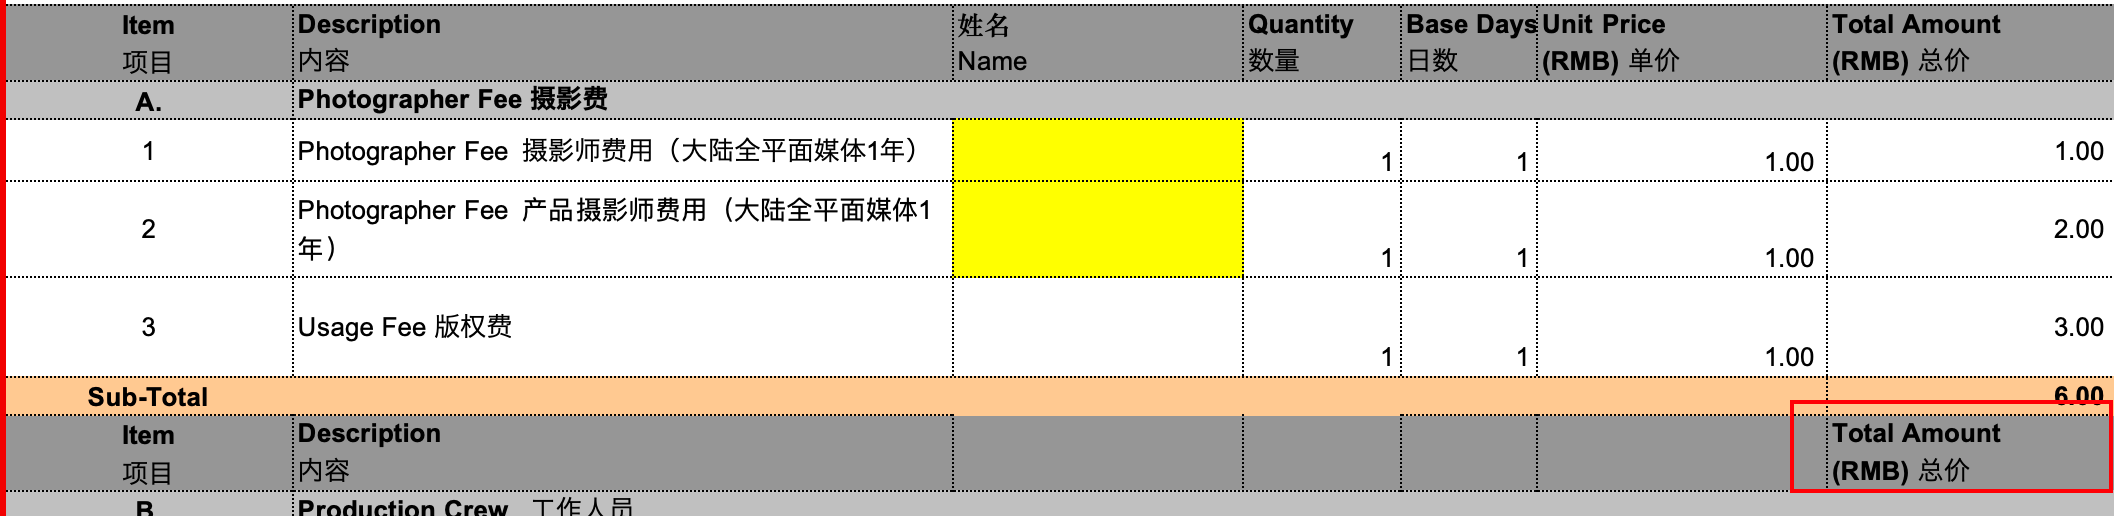 Item Description 姓名 Quantity Base Days Unit Price Total Amount
项目 内容 Name 数量 日数 (RMB) 单价 (RMB) 总价
A. Photographer Fee 摄影费
1 Photographer Fee 摄影师费用（大陆全平面媒体1年） 1 1 1.00 1.00
2 Photographer Fee 产品摄影师费用（大陆全平面媒体1
年） 1 1 1.00 2.00
3 Usage Fee 版权费 1 1 1.00 3.00
Sub-Total 6.00
Item Description Total Amount
项目 内容 (RMB) 总价
B Production Crew 工作人员